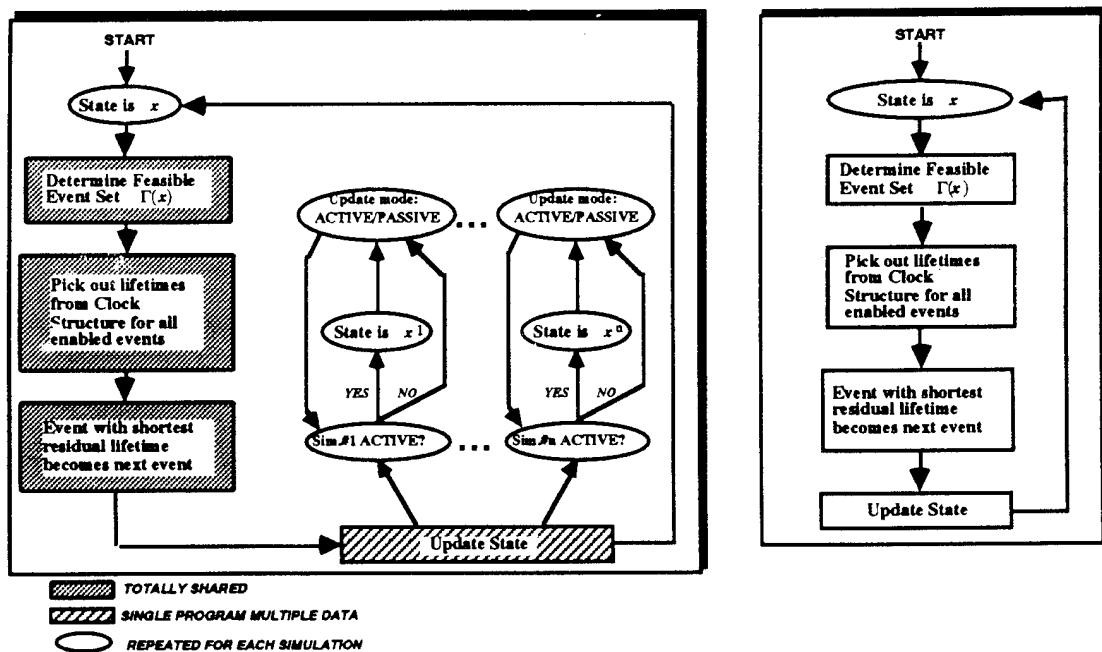 START
State is x
Determine Feasible
Event Set Γ(x)
Pick out lifetimes
from Clock
Structure for all
enabled events
Event with shortest
residual lifetime
becomes next event
Update mode:
ACTIVE/PASSIVE
...
Update mode:
ACTIVE/PASSIVE
State is x 1
State is x n
YES NO
YES NO
Sim.#1 ACTIVE?
...
Sim.#n ACTIVE?
Update State
TOTALLY SHARED
SINGLE PROGRAM MULTIPLE DATA
REPEATED FOR EACH SIMULATION
START
State is x
Determine Feasible
Event Set Γ(x)
Pick out lifetimes
from Clock
Structure for all
enabled events
Event with shortest
residual lifetime
becomes next event
Update State